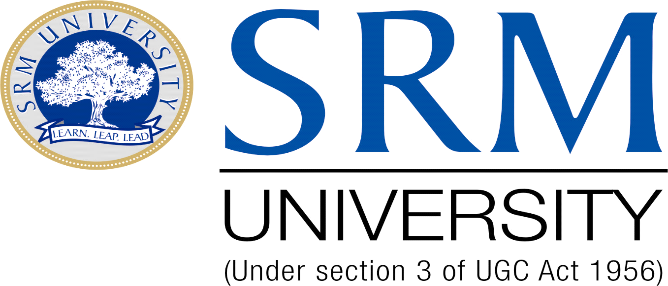 SRM UNIVERSITY
LEARN. LEAP. LEAD
SRM
UNIVERSITY
(Under section 3 of UGC Act 1956)